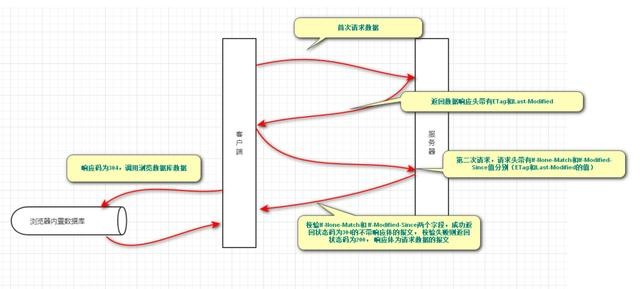 首次请求数据
返回数据响应头带有ETag和Last-Modified
客户端
服务器
第二次请求，请求头带有If-None-Match和If-Modified-
Since值分别（ETag和Last-Modified的值）
响应码为304，调用浏览数据库数据
浏览器内置数据库
校验If-None-Match和 If-Modified-Since两个字段，成功返
回状态码为304的不带响应体的报文，校验失败则返回
状态码为200，响应体为请求数据的报文